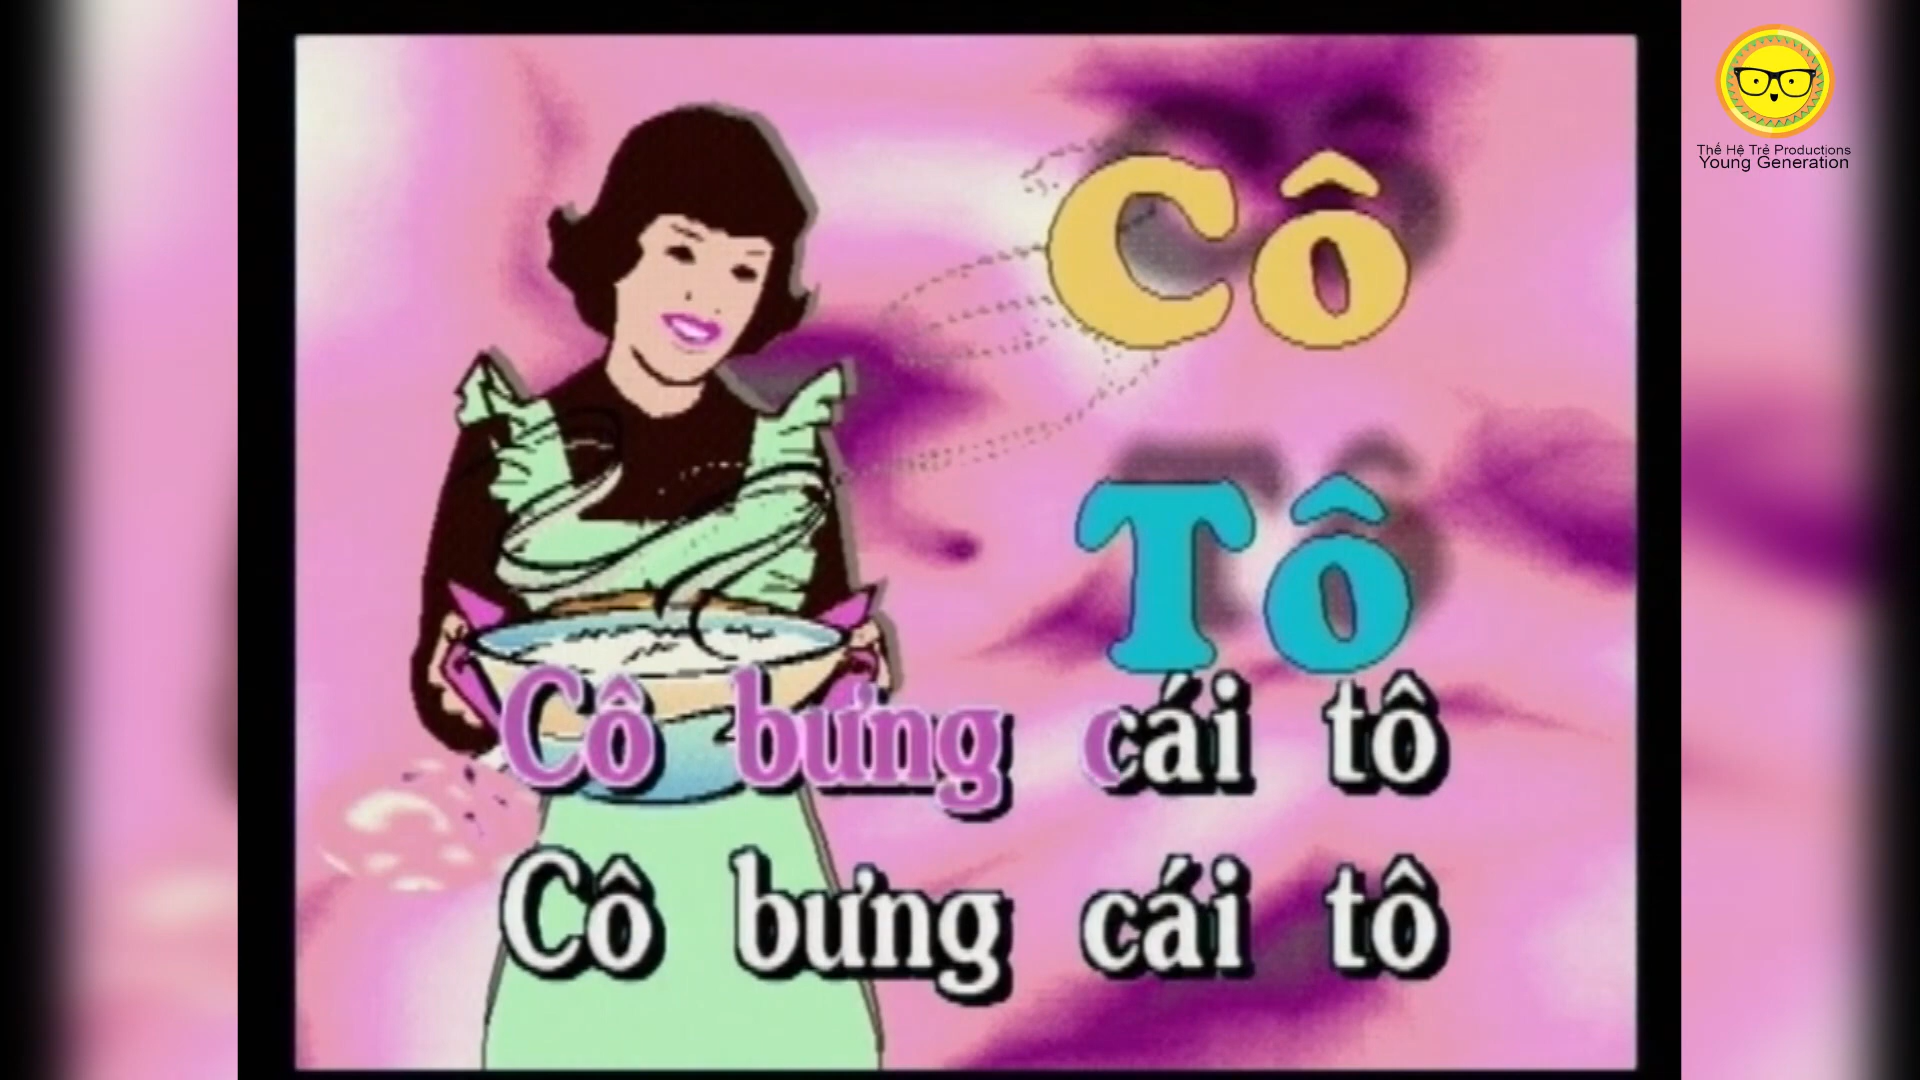 Thế Hệ Trẻ Productions
Young Generation
Cô
Tô
Cô bưng cái tô
Cô bưng cái tô